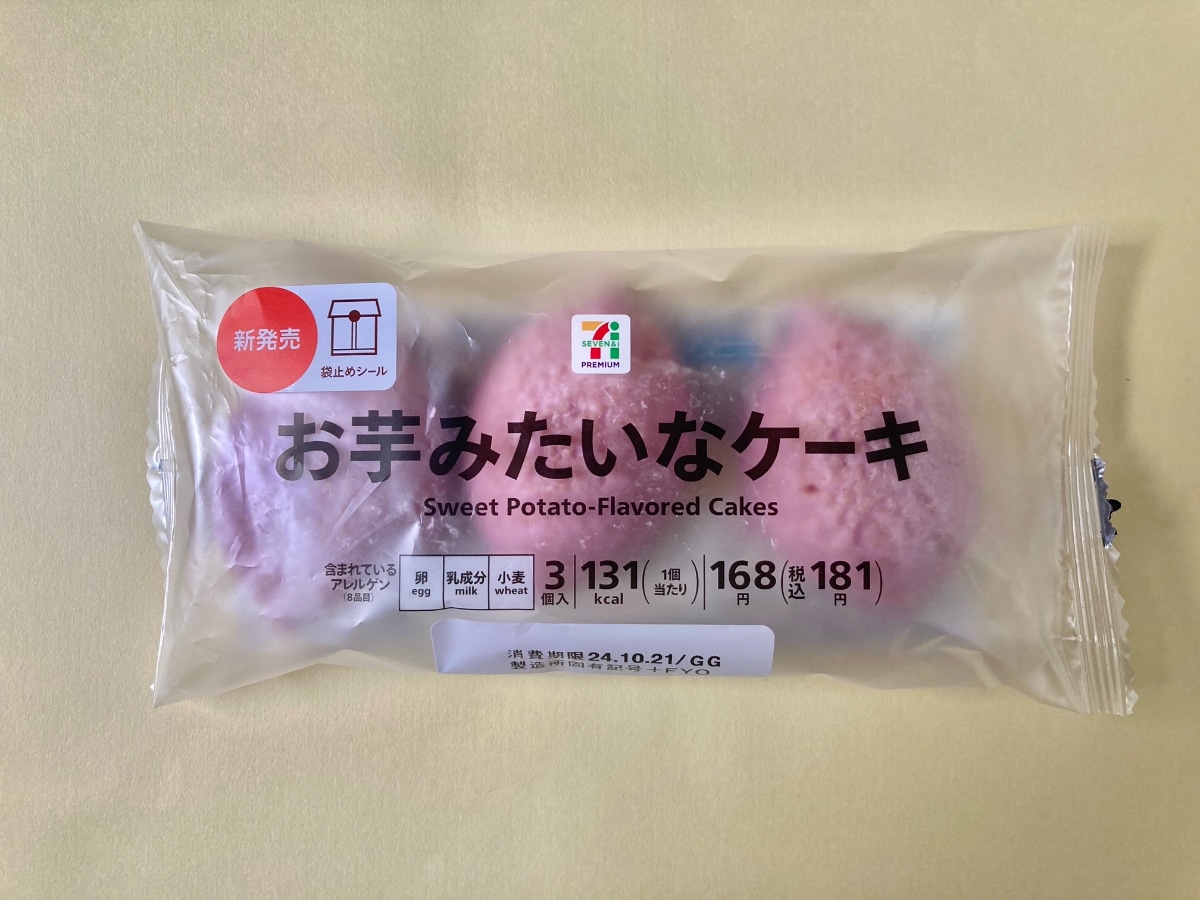 新発売
袋止めシール
7i
SEVEN&i
PREMIUM
お芋みたいなケーキ
Sweet Potato-Flavored Cakes
含まれている
アレルゲン
(8品目)
卵
egg
乳成分
milk
小麦
wheat
3
個入
131
kcal
(1個
当たり)
168
円
(税
込
181
円)
消費期限 24.10.21/GG
製造所固有記号+FYO